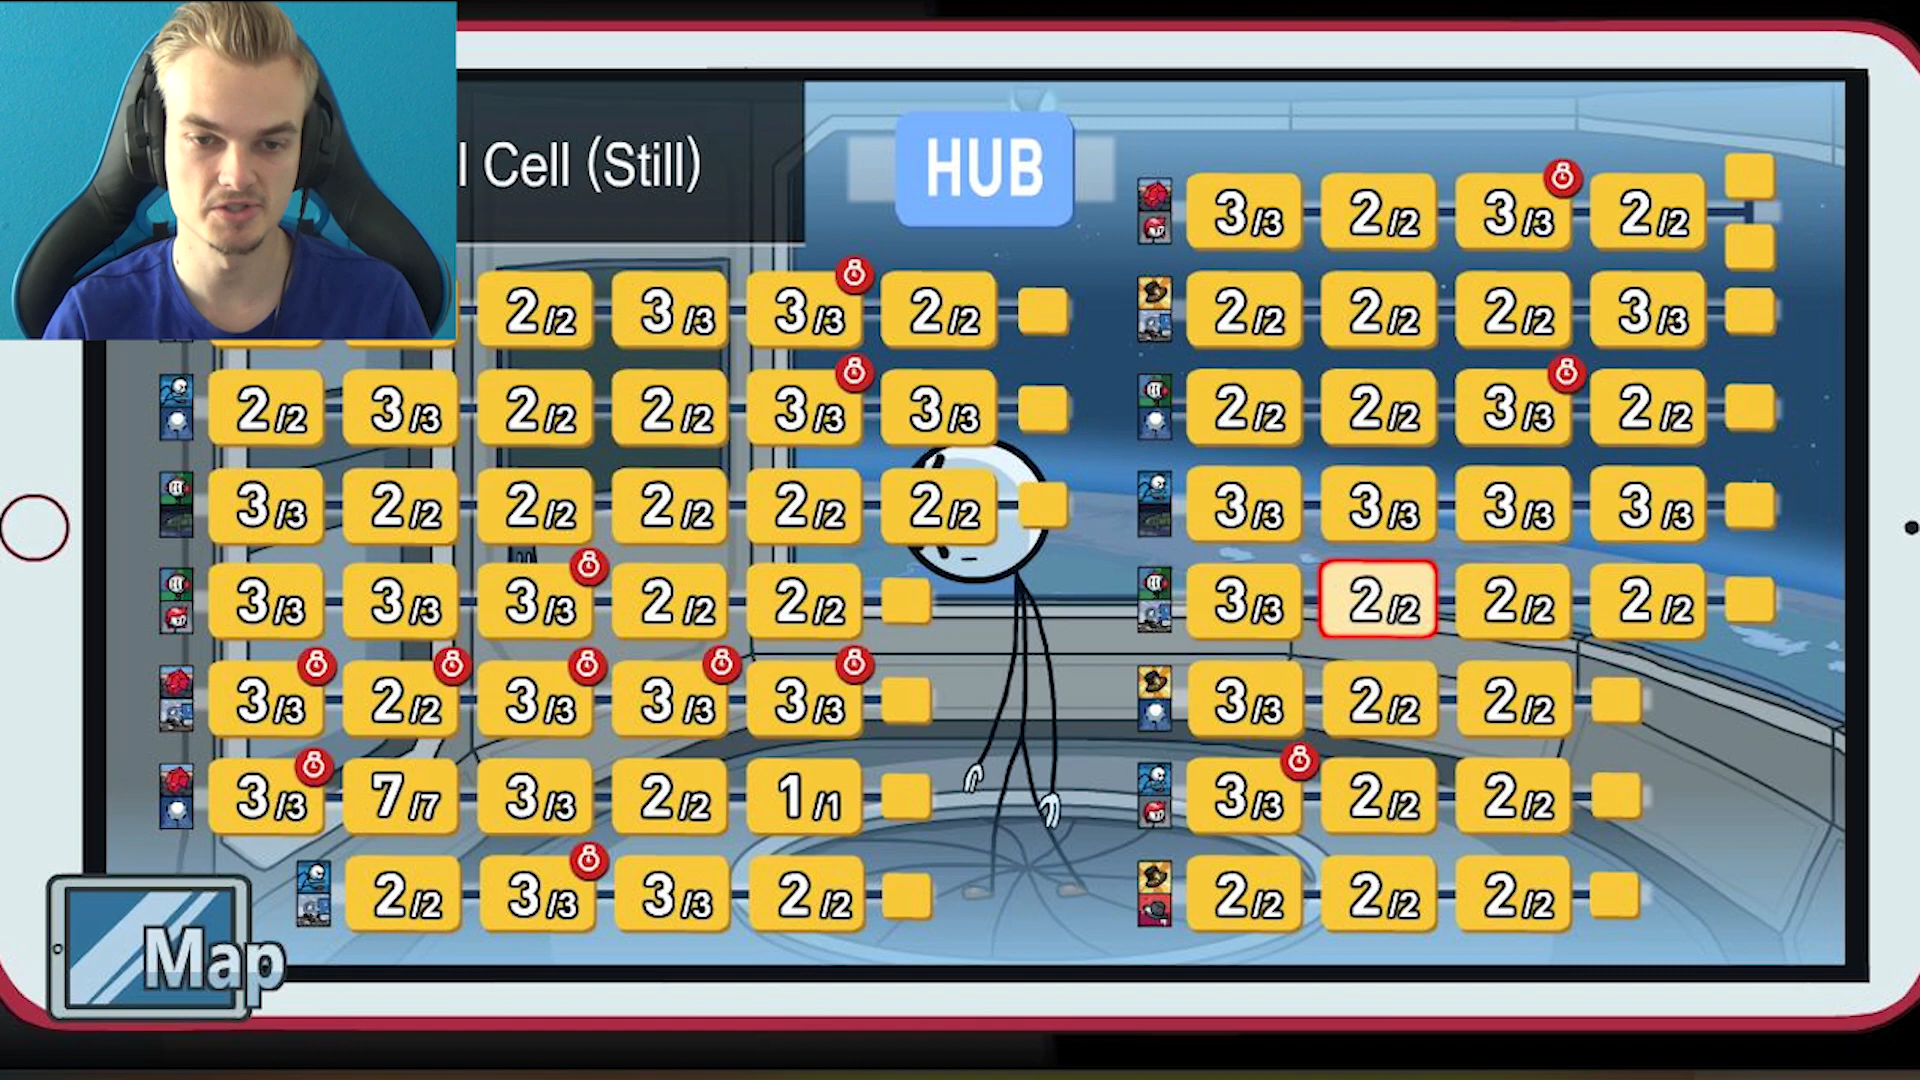 l Cell (Still)
HUB
3/3 2/2 3/3 2/2
2/2 3/3 3/3 2/2
2/2 2/2 2/2 3/3
2/2 3/3 2/2 2/2 3/3 3/3
2/2 2/2 3/3 2/2
3/3 2/2 2/2 2/2 2/2 2/2
3/3 3/3 3/3 3/3
3/3 3/3 3/3 2/2 2/2
3/3 2/2 2/2 2/2
3/3 2/2 3/3 3/3 3/3
3/3 2/2 2/2
3/3 7/7 3/3 2/2 1/1
3/3 2/2 2/2
2/2 3/3 3/3 2/2
2/2 2/2 2/2
Map